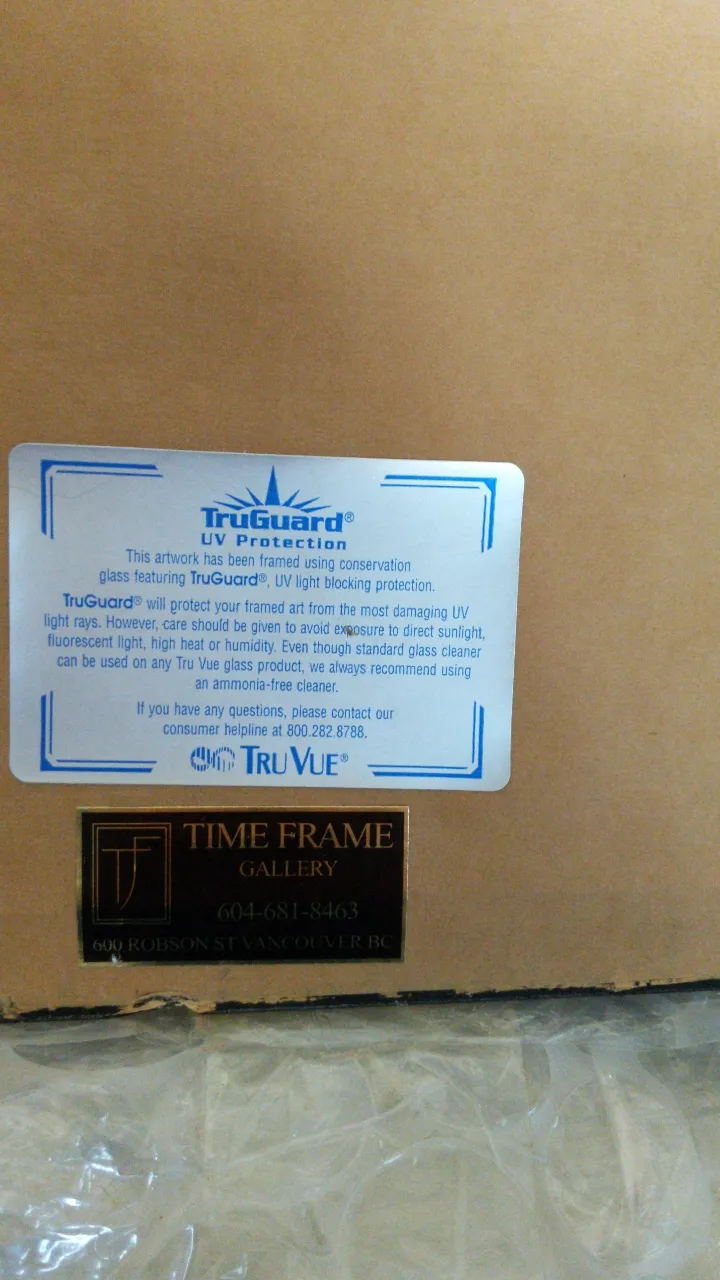 TruGuard®
UV Protection
This artwork has been framed using conservation
glass featuring TruGuard®, UV light blocking protection.
TruGuard® will protect your framed art from the most damaging UV
light rays. However, care should be given to avoid exposure to direct sunlight,
fluorescent light, high heat or humidity. Even though standard glass cleaner
can be used on any Tru Vue glass product, we always recommend using
an ammonia-free cleaner.
If you have any questions, please contact our
consumer helpline at 800.282.8788.
TRU VUE®
TF
TIME FRAME
GALLERY
604-681-8463
600 ROBSON ST VANCOUVER BC